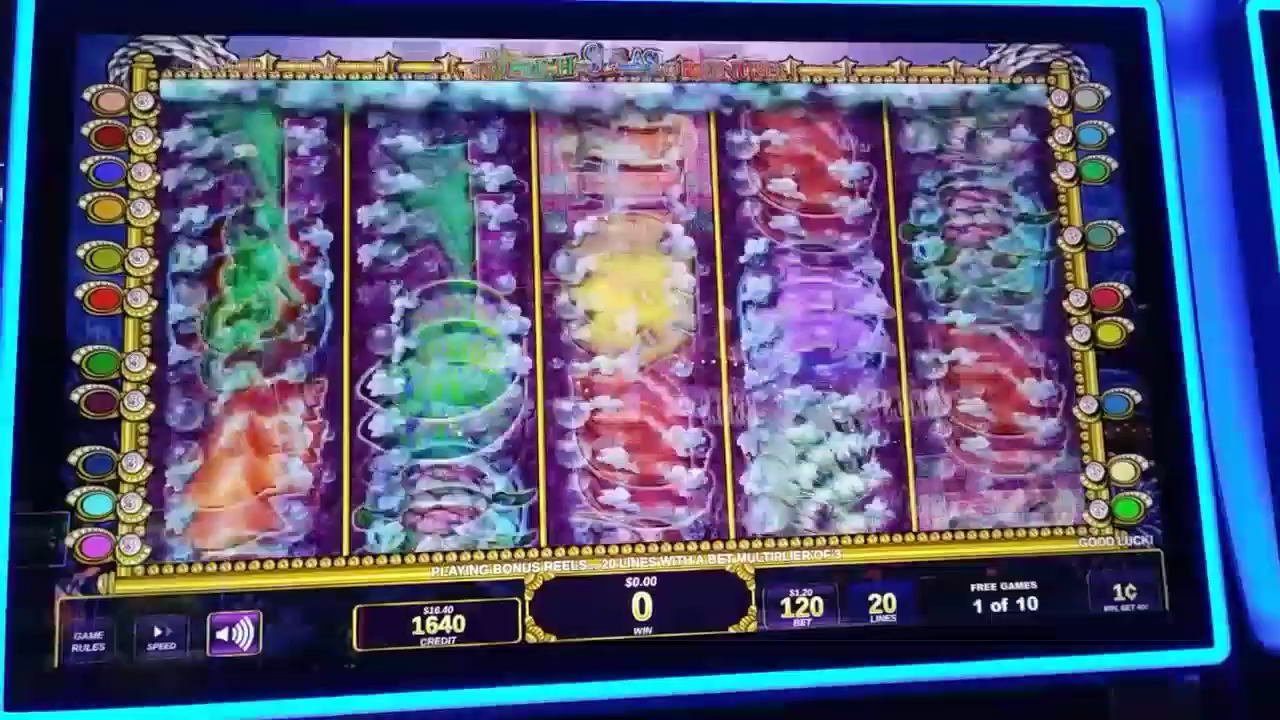 PLAYING BONUS REELS... 20 LINES WITH A BET MULTIPLIER OF 3
GOOD LUCK!
GAME RULES
SPEED
$16.40
1640
CREDIT
$0.00
0
WIN
$1.20
120
BET
20
LINES
FREE GAMES
1 of 10
1¢